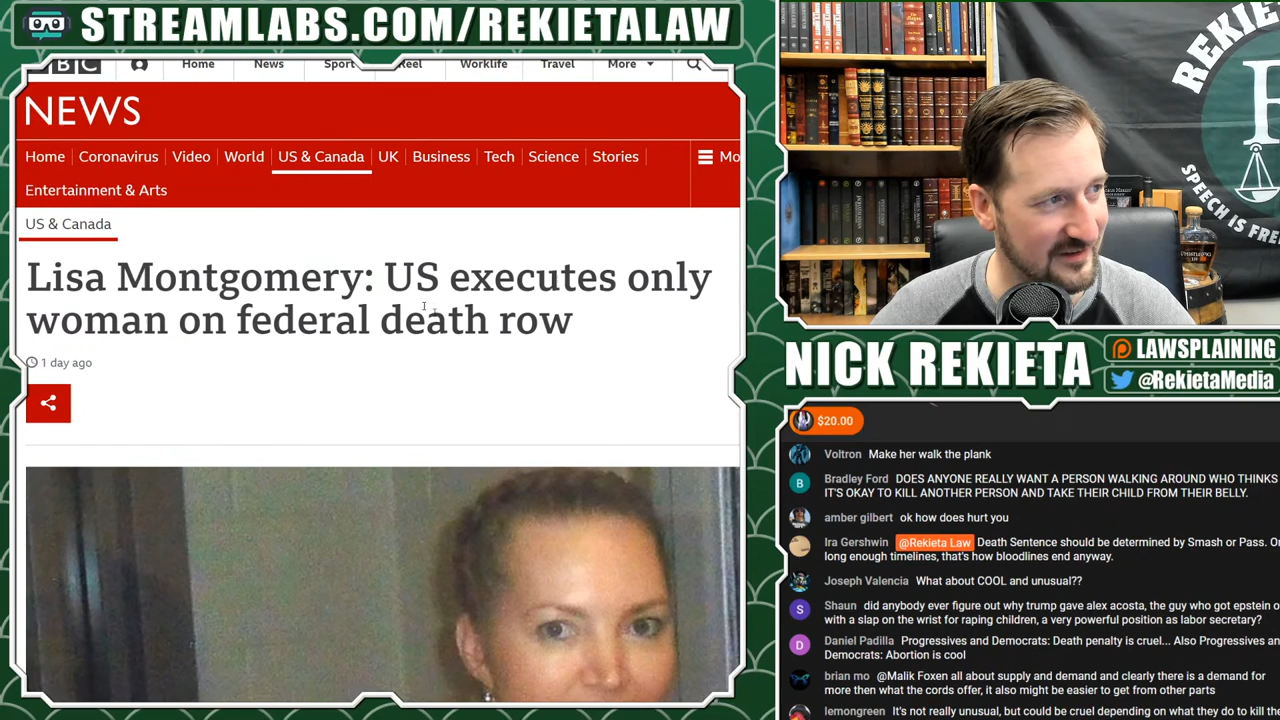 STREAMLABS.COM/REKIETALAW
BBC
Home
News
Sport
Reel
Worklife
Travel
More
NEWS
Home
Coronavirus
Video
World
US & Canada
UK
Business
Tech
Science
Stories
Mo
Entertainment & Arts
US & Canada
Lisa Montgomery: US executes only
woman on federal death row
1 day ago
REKIE
SPEECH IS FRE
NICK REKIETA
LAWSPLAINING
@RekietaMedia
$20.00
Voltron Make her walk the plank
Bradley Ford DOES ANYONE REALLY WANT A PERSON WALKING AROUND WHO THINKS
IT'S OKAY TO KILL ANOTHER PERSON AND TAKE THEIR CHILD FROM THEIR BELLY.
amber gilbert ok how does hurt you
Ira Gershwin @Rekieta Law Death Sentence should be determined by Smash or Pass. On
long enough timelines, that's how bloodlines end anyway.
Joseph Valencia What about COOL and unusual??
Shaun did anybody ever figure out why trump gave alex acosta, the guy who got epstein o
with a slap on the wrist for raping children, a very powerful position as labor secretary?
Daniel Padilla Progressives and Democrats: Death penalty is cruel... Also Progressives an
Democrats: Abortion is cool
brian mo @Malik Foxen all about supply and demand and clearly there is a demand for
more then what the cords offer, it also might be easier to get from other parts
lemongreen It's not really unusual, but could be cruel depending on what they do to kill the